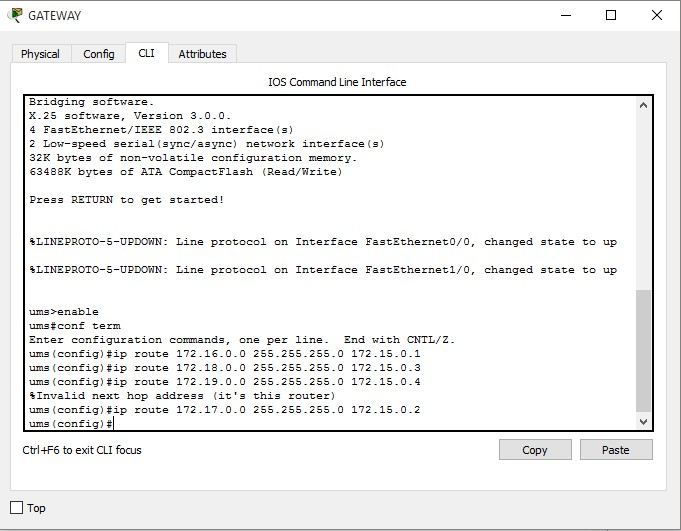 GATEWAY
Physical Config CLI Attributes
IOS Command Line Interface
Bridging software.
X.25 software, Version 3.0.0.
4 FastEthernet/IEEE 802.3 interface(s)
2 Low-speed serial(sync/async) network interface(s)
32K bytes of non-volatile configuration memory.
63488K bytes of ATA CompactFlash (Read/Write)
Press RETURN to get started!
%LINEPROTO-5-UPDOWN: Line protocol on Interface FastEthernet0/0, changed state to up
%LINEPROTO-5-UPDOWN: Line protocol on Interface FastEthernet1/0, changed state to up
ums>enable
ums#conf term
Enter configuration commands, one per line.  End with CNTL/Z.
ums(config)#ip route 172.16.0.0 255.255.255.0 172.15.0.1
ums(config)#ip route 172.18.0.0 255.255.255.0 172.15.0.3
ums(config)#ip route 172.19.0.0 255.255.255.0 172.15.0.4
%Invalid next hop address (it's this router)
ums(config)#ip route 172.17.0.0 255.255.255.0 172.15.0.2
ums(config)#
Ctrl+F6 to exit CLI focus
Copy Paste
Top